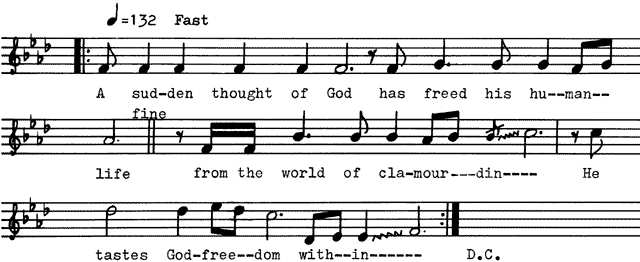 ♩=132 Fast
A sud-den thought of God has freed his hu--man--
fine
life from the world of cla-mour---din---- He
tastes God-free--dom with--in------ D.C.